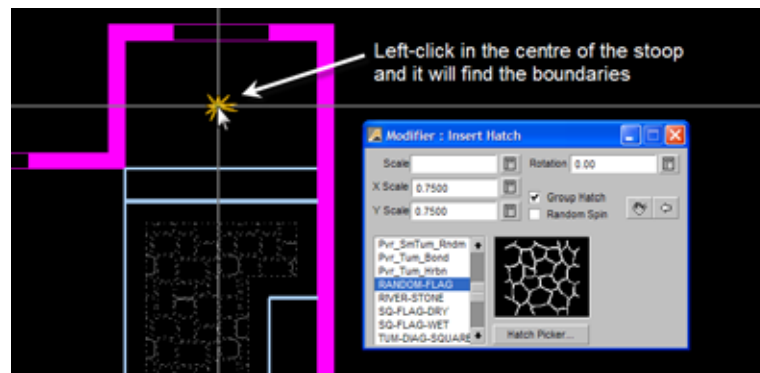 Left-click in the centre of the stoop
and it will find the boundaries
Modifier : Insert Hatch
Scale
Rotation 0.00
X Scale 0.7500
Group Hatch
Y Scale 0.7500
Random Spin
Pvr_SmTum_Rndm
Pvr_Tum_Bond
Pvr_Tum_Hrbn
RANDOM-FLAG
RIVER-STONE
SQ-FLAG-DRY
SQ-FLAG-WET
TUM-DIAG-SQUARE
Hatch Picker...